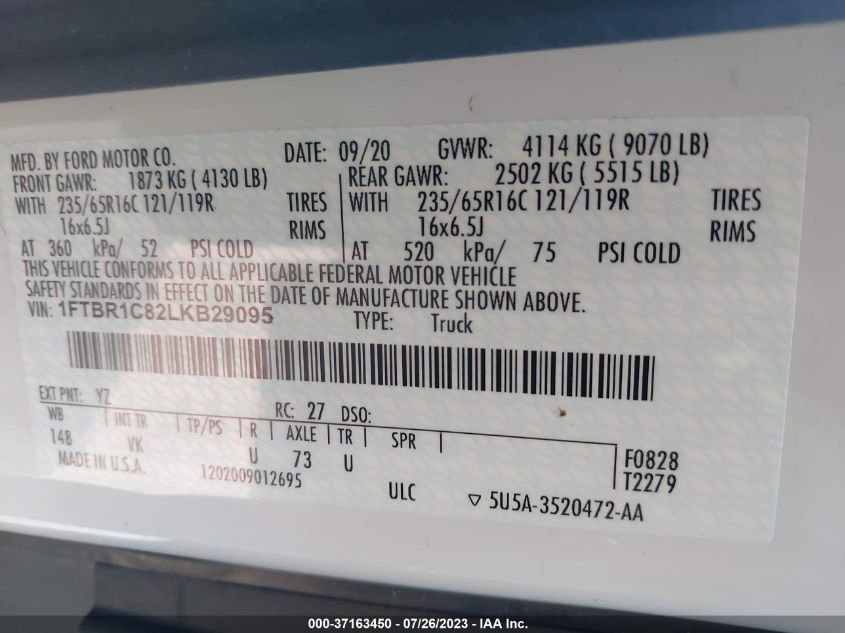 MFD. BY FORD MOTOR CO. DATE: 09/20 GVWR: 4114 KG ( 9070 LB)
FRONT GAWR: 1873 KG ( 4130 LB) REAR GAWR: 2502 KG ( 5515 LB)
WITH 235/65R16C 121/119R TIRES WITH 235/65R16C 121/119R TIRES
16x6.5J RIMS 16x6.5J RIMS
AT 360 kPa/ 52 PSI COLD AT 520 kPa/ 75 PSI COLD
THIS VEHICLE CONFORMS TO ALL APPLICABLE FEDERAL MOTOR VEHICLE
SAFETY STANDARDS IN EFFECT ON THE DATE OF MANUFACTURE SHOWN ABOVE.
VIN: 1FTBR1C82LKB29095 TYPE: Truck
EXT PNT: YZ RC: 27 DSO:
WB INT TR TP/PS R AXLE TR SPR
148 VK U 73 U F0828
MADE IN U.S.A. 1202009012695 T2279
ULC ▽ 5U5A-3520472-AA
000-37163450 - 07/26/2023 - IAA Inc.